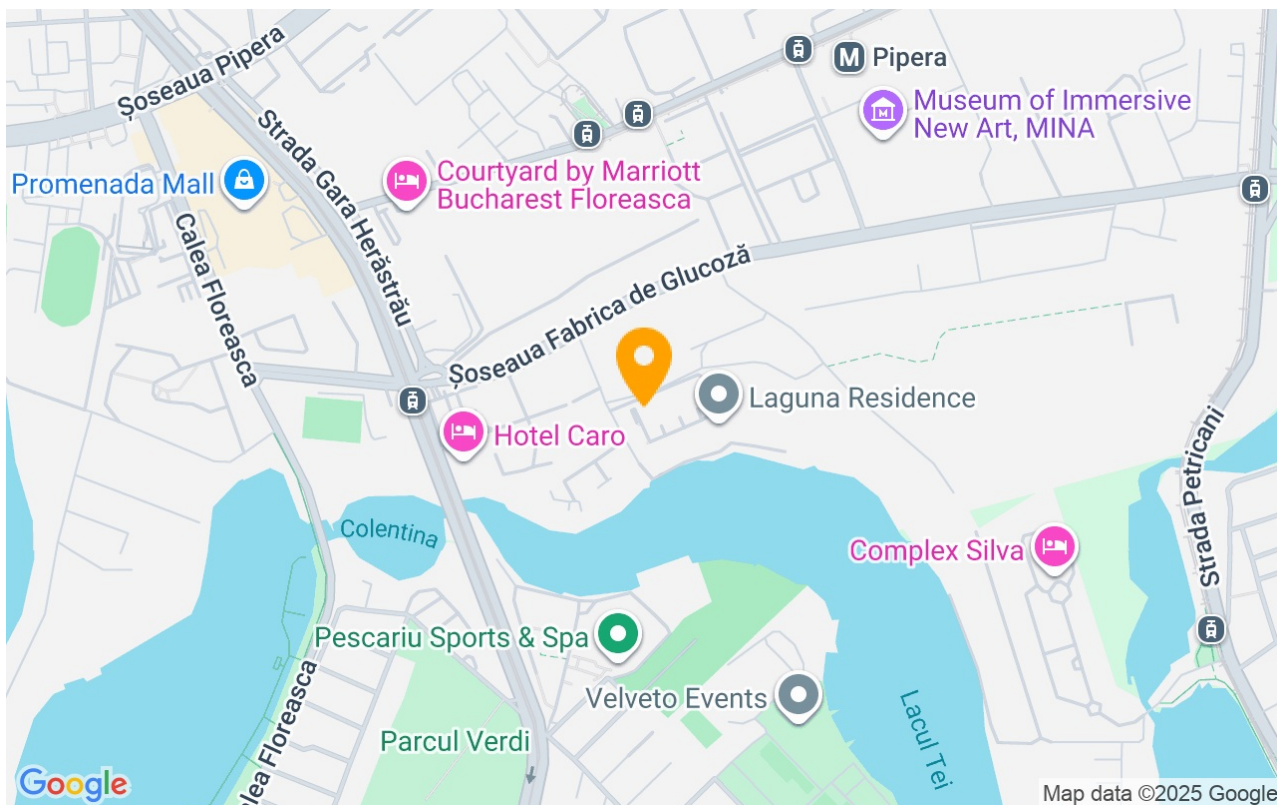 Șoseaua Pipera
Pipera
Museum of Immersive
New Art, MINA
Strada Gara Herăstrău
Promenada Mall
Courtyard by Marriott
Bucharest Floreasca
Calea Floreasca
Șoseaua Fabrica de Glucoză
Laguna Residence
Hotel Caro
Strada Petricani
Colentina
Complex Silva
Pescariu Sports & Spa
Velveto Events
Lacul Tei
Parcul Verdi
alea Floreasca
Google
Map data ©2025 Google